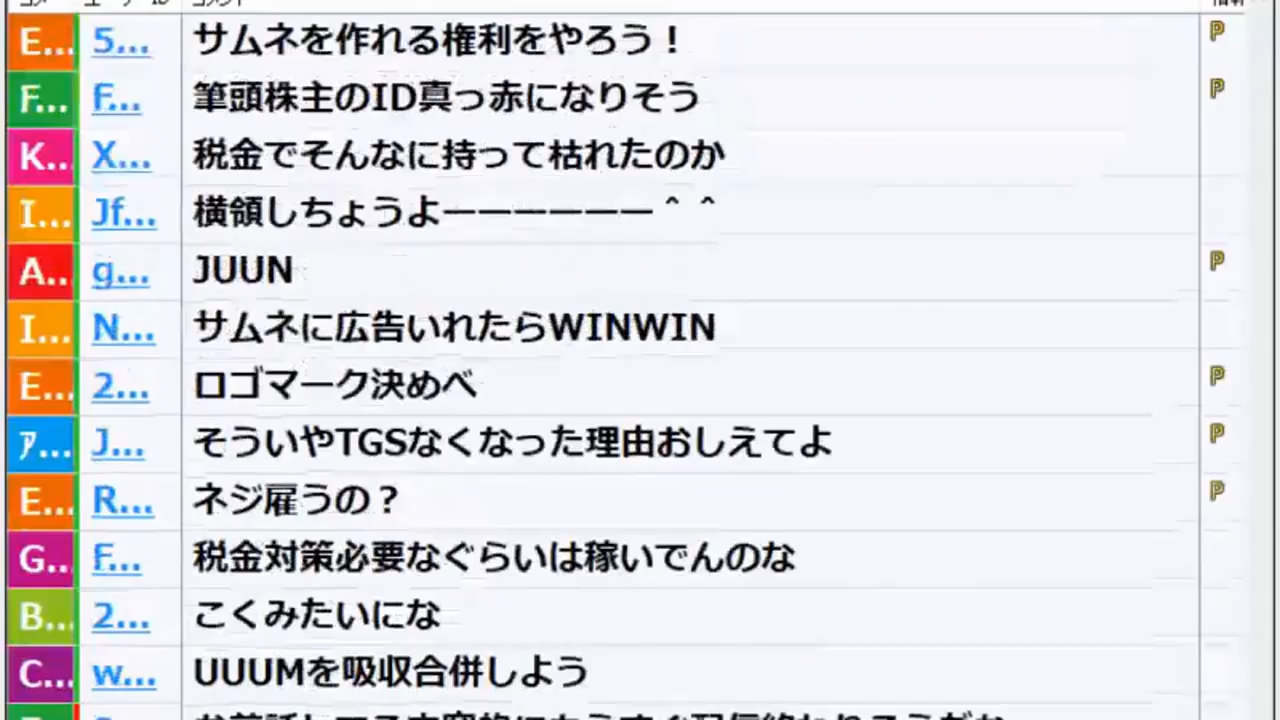 E... 5... サムネを作れる権利をやろう！ P
F... F... 筆頭株主のID真っ赤になりそう P
K... X... 税金でそんなに持って枯れたのか
I... Jf... 横領しちょうよーーーーーー＾＾
A... g... JUUN P
I... N... サムネに広告いれたらWINWIN
E... 2... ロゴマーク決めべ P
ｱ... J... そういやTGSなくなった理由おしえてよ P
E... R... ネジ雇うの？ P
G... F... 税金対策必要なぐらいは稼いでんのな
B... 2... こくみたいにな
C... w... UUUMを吸収合併しよう